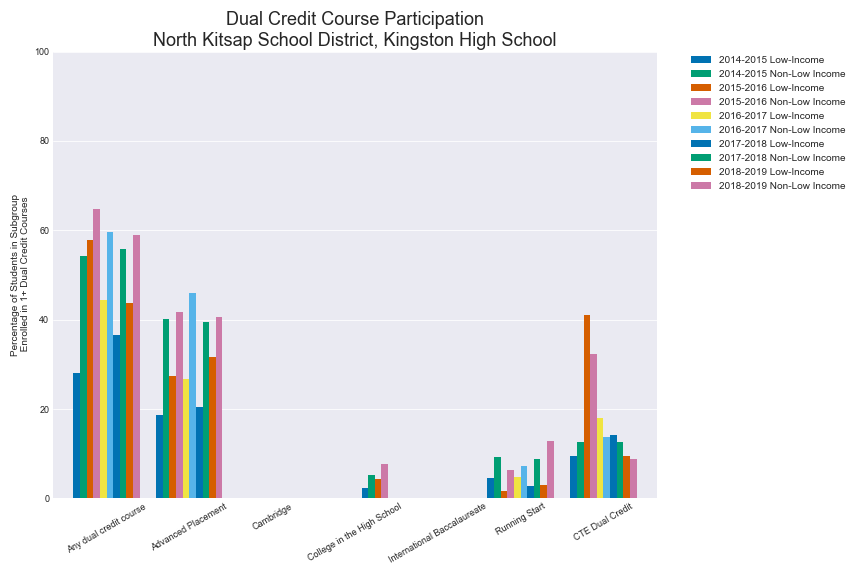 Dual Credit Course Participation
North Kitsap School District, Kingston High School
100
80
60
40
20
0
Percentage of Students in Subgroup
Enrolled in 1+ Dual Credit Courses
Any dual credit course
Advanced Placement
Cambridge
College in the High School
International Baccalaureate
Running Start
CTE Dual Credit
2014-2015 Low-Income
2014-2015 Non-Low Income
2015-2016 Low-Income
2015-2016 Non-Low Income
2016-2017 Low-Income
2016-2017 Non-Low Income
2017-2018 Low-Income
2017-2018 Non-Low Income
2018-2019 Low-Income
2018-2019 Non-Low Income